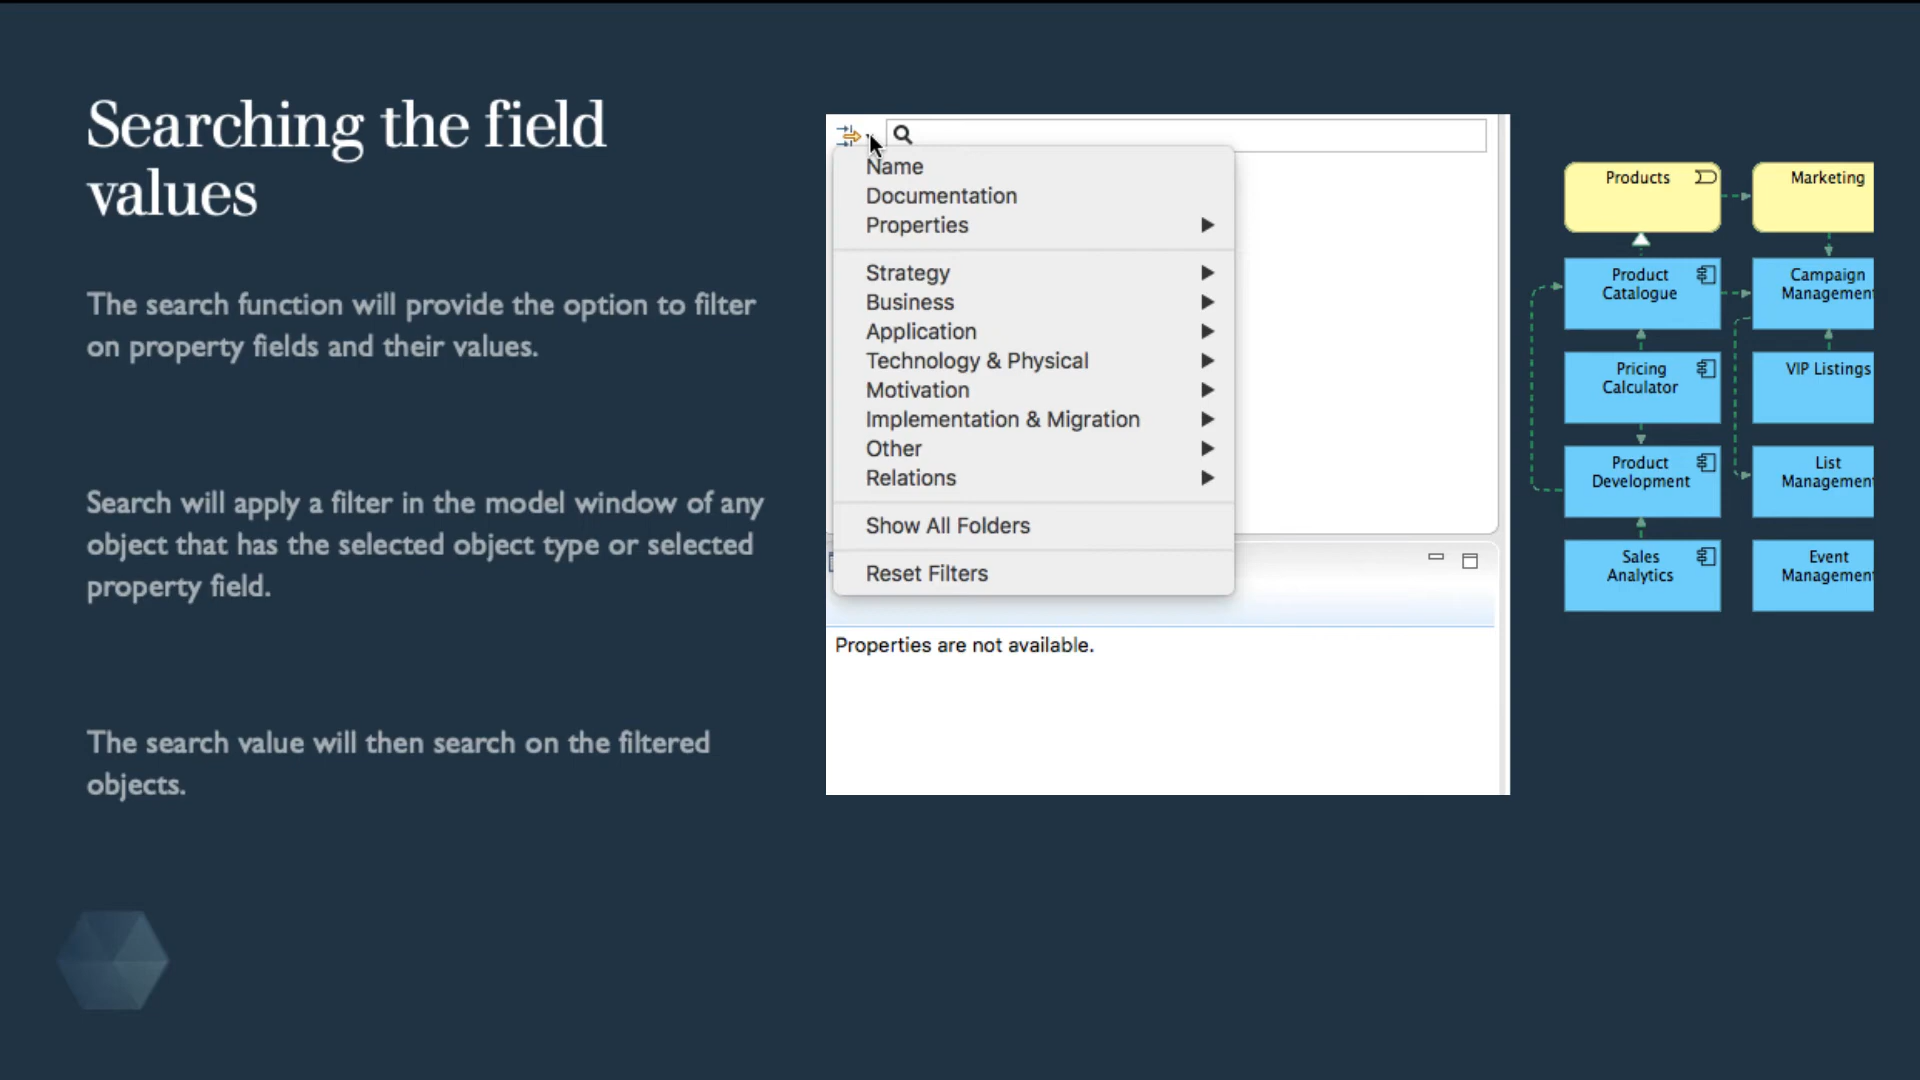 Searching the field
values
The search function will provide the option to filter
on property fields and their values.
Search will apply a filter in the model window of any
object that has the selected object type or selected
property field.
The search value will then search on the filtered
objects.
Name
Documentation
Properties
Strategy
Business
Application
Technology & Physical
Motivation
Implementation & Migration
Other
Relations
Show All Folders
Reset Filters
Properties are not available.
Products
Marketing
Product
Catalogue
Campaign
Management
Pricing
Calculator
VIP Listings
Product
Development
List
Management
Sales
Analytics
Event
Management